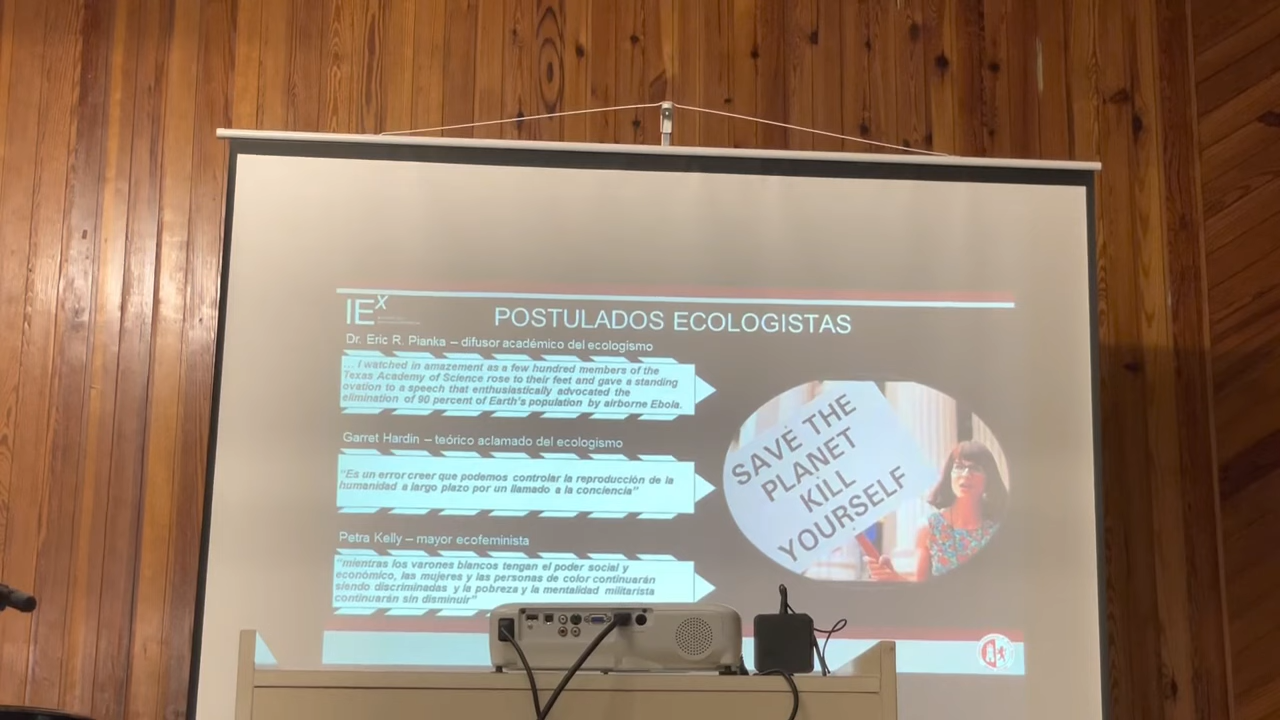 IEx
POSTULADOS ECOLOGISTAS
Dr. Eric R. Pianka – difusor académico del ecologismo
… I watched in amazement as a few hundred members of the
Texas Academy of Science rose to their feet and gave a standing
ovation to a speech that enthusiastically advocated the
elimination of 90 percent of Earth's population by airborne Ebola.
Garret Hardin – teórico aclamado del ecologismo
"Es un error creer que podemos controlar la reproducción de la
humanidad a largo plazo por un llamado a la conciencia"
Petra Kelly – mayor ecofeminista
"mientras los varones blancos tengan el poder social y
económico, las mujeres y las personas de color continuarán
siendo discriminadas y la pobreza y la mentalidad militarista
continuarán sin disminuir"
SAVE THE
PLANET
KILL
YOURSELF